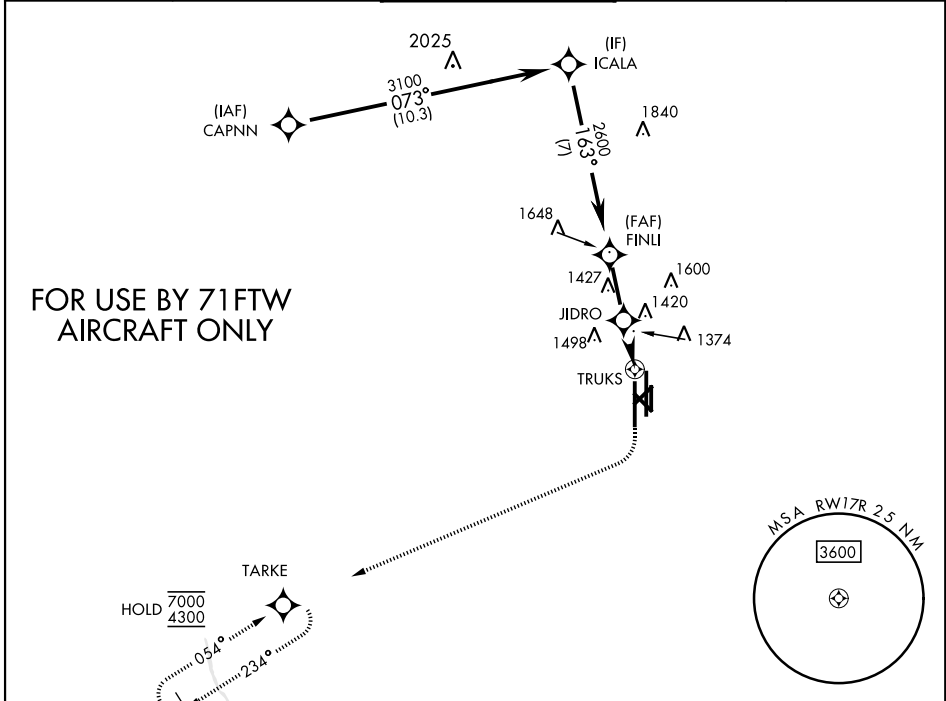 2025
(IF)
ICALA
3100
073°
(10.3)
(IAF)
CAPNN
1840
2600
163°
(7)
1648
(FAF)
FINLI
1427
1600
FOR USE BY 71FTW
AIRCRAFT ONLY
JIDRO
1420
1498
1374
TRUKS
MSA RW17R 25 NM
3600
TARKE
HOLD 7000
4300
054°
234°